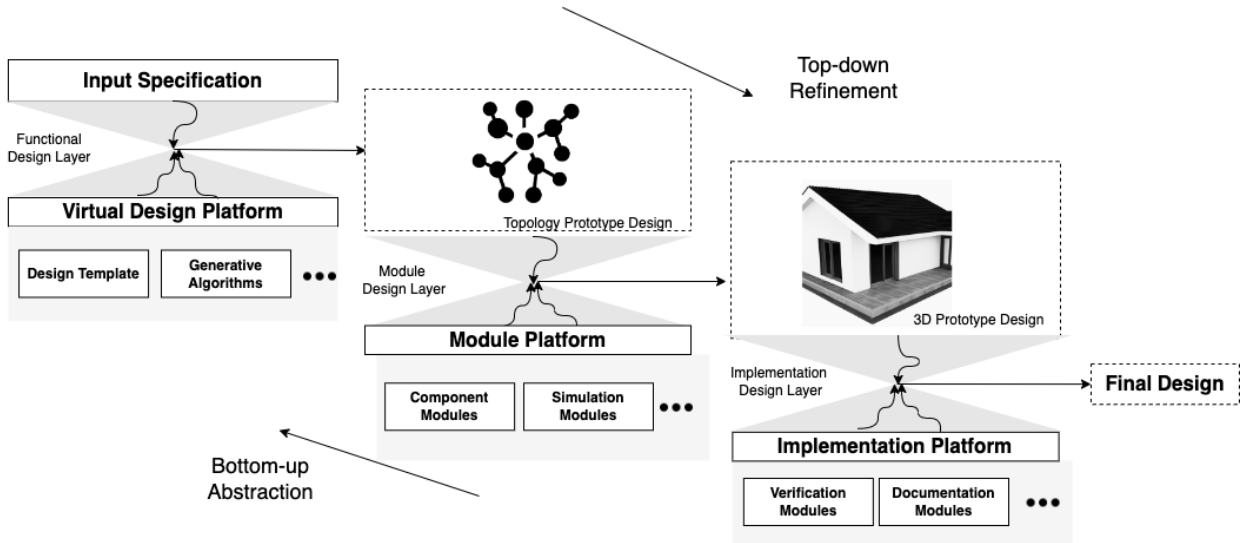 Input Specification
Functional
Design Layer
Virtual Design Platform
Design Template
Generative
Algorithms
Top-down
Refinement
Topology Prototype Design
Module
Design Layer
Module Platform
Component
Modules
Simulation
Modules
3D Prototype Design
Implementation
Design Layer
Final Design
Implementation Platform
Verification
Modules
Documentation
Modules
Bottom-up
Abstraction